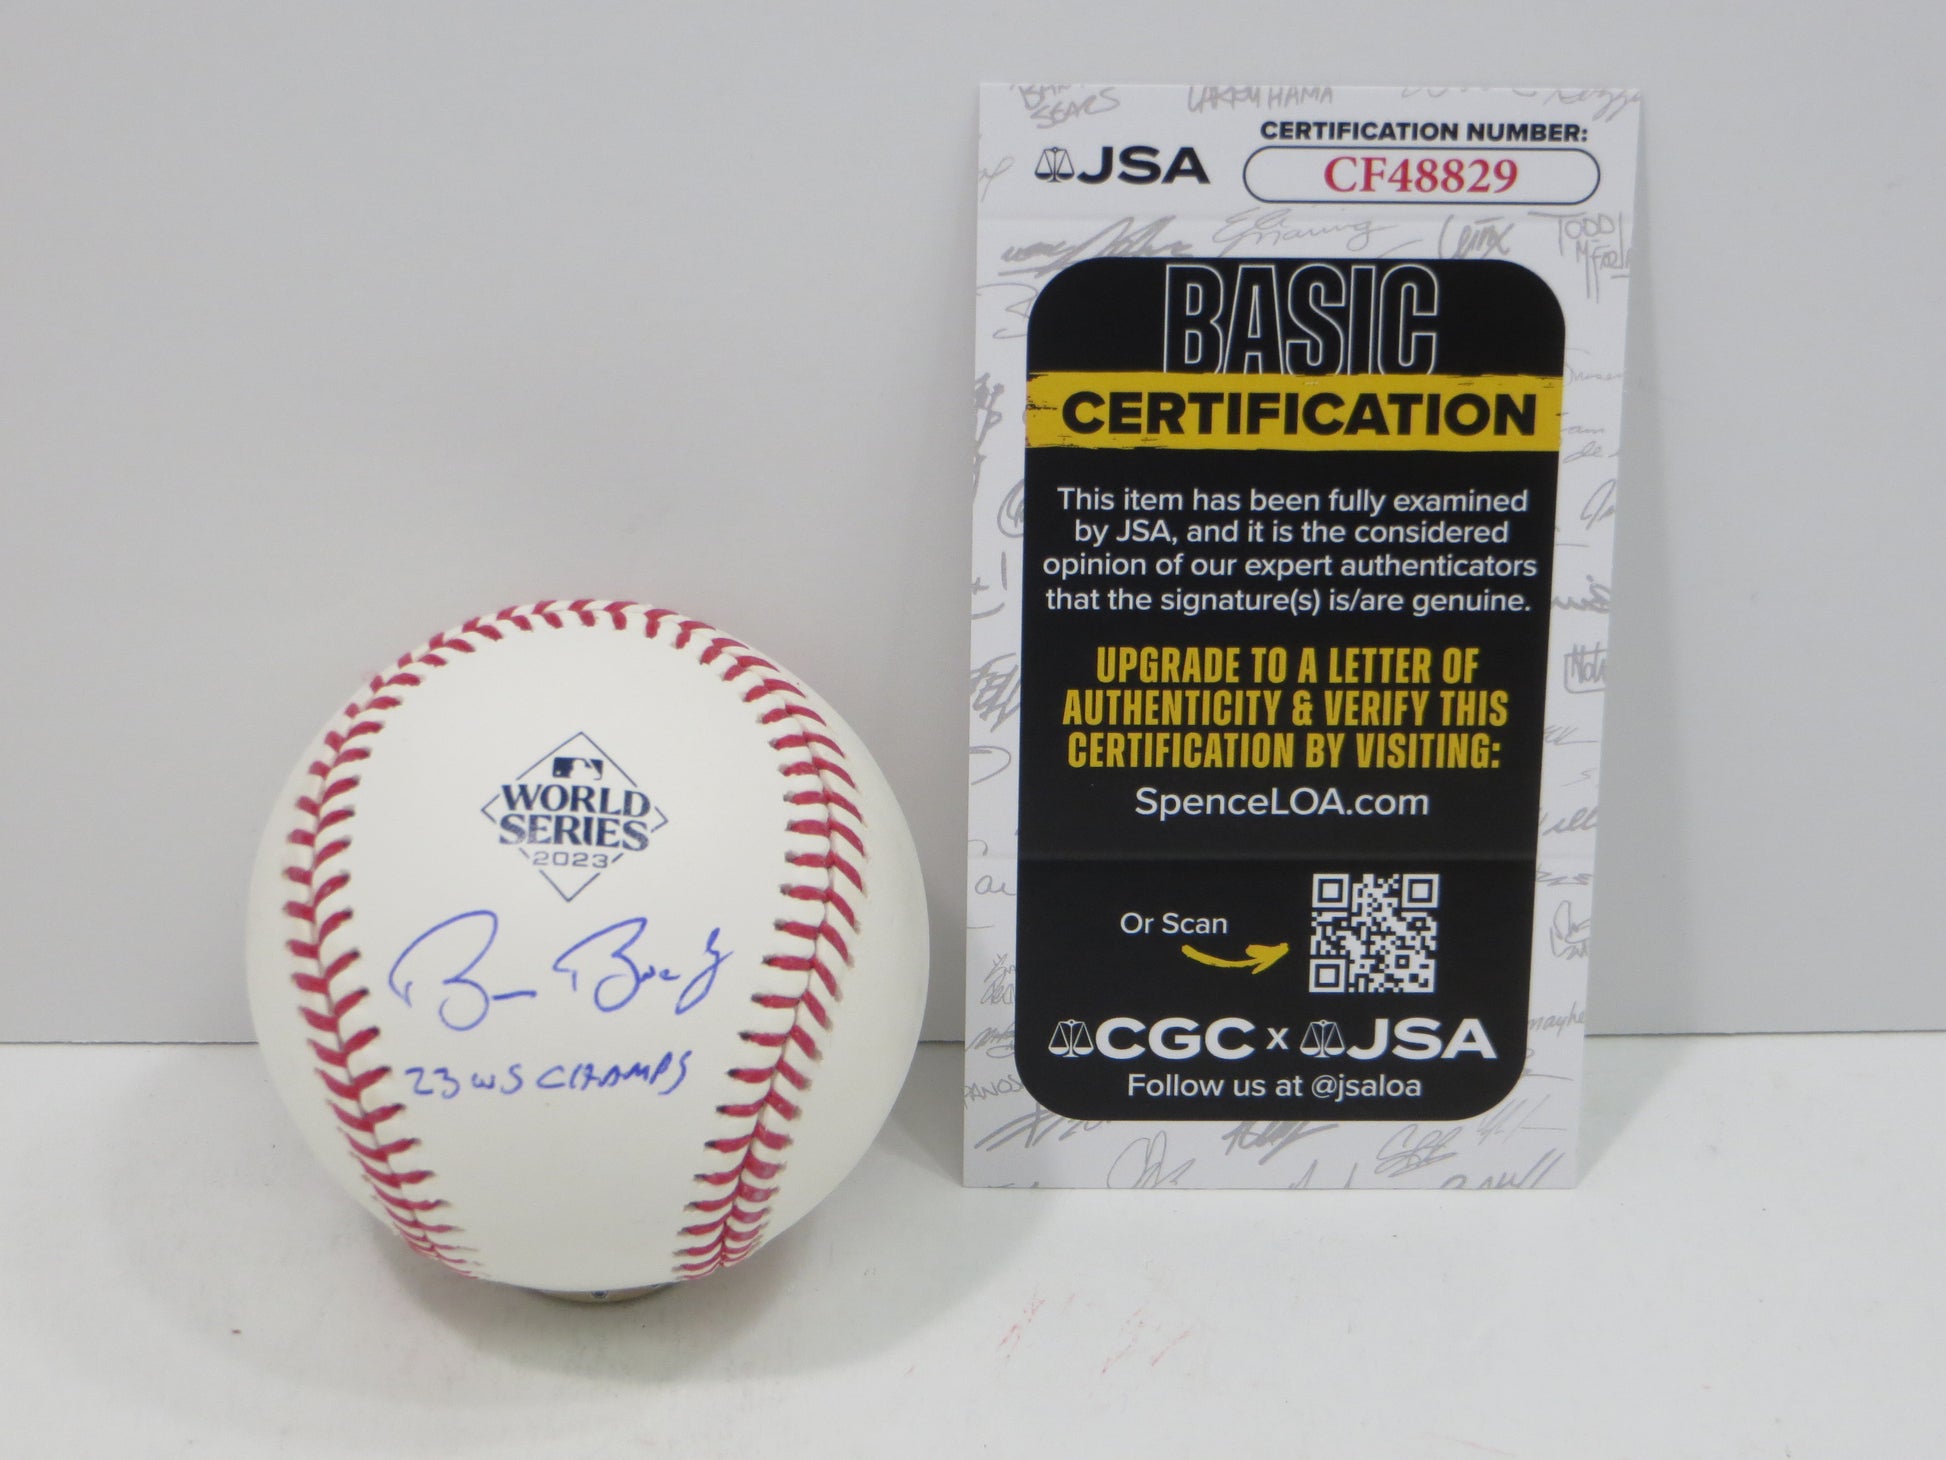 WORLD
SERIES
2023
Bruce Bochy
23 WS CHAMPS
JSA
CERTIFICATION NUMBER:
CF48829
BASIC
CERTIFICATION
This item has been fully examined
by JSA, and it is the considered
opinion of our expert authenticators
that the signature(s) is/are genuine.
UPGRADE TO A LETTER OF
AUTHENTICITY & VERIFY THIS
CERTIFICATION BY VISITING:
SpenceLOA.com
Or Scan
CGC x JSA
Follow us at @jsaloa